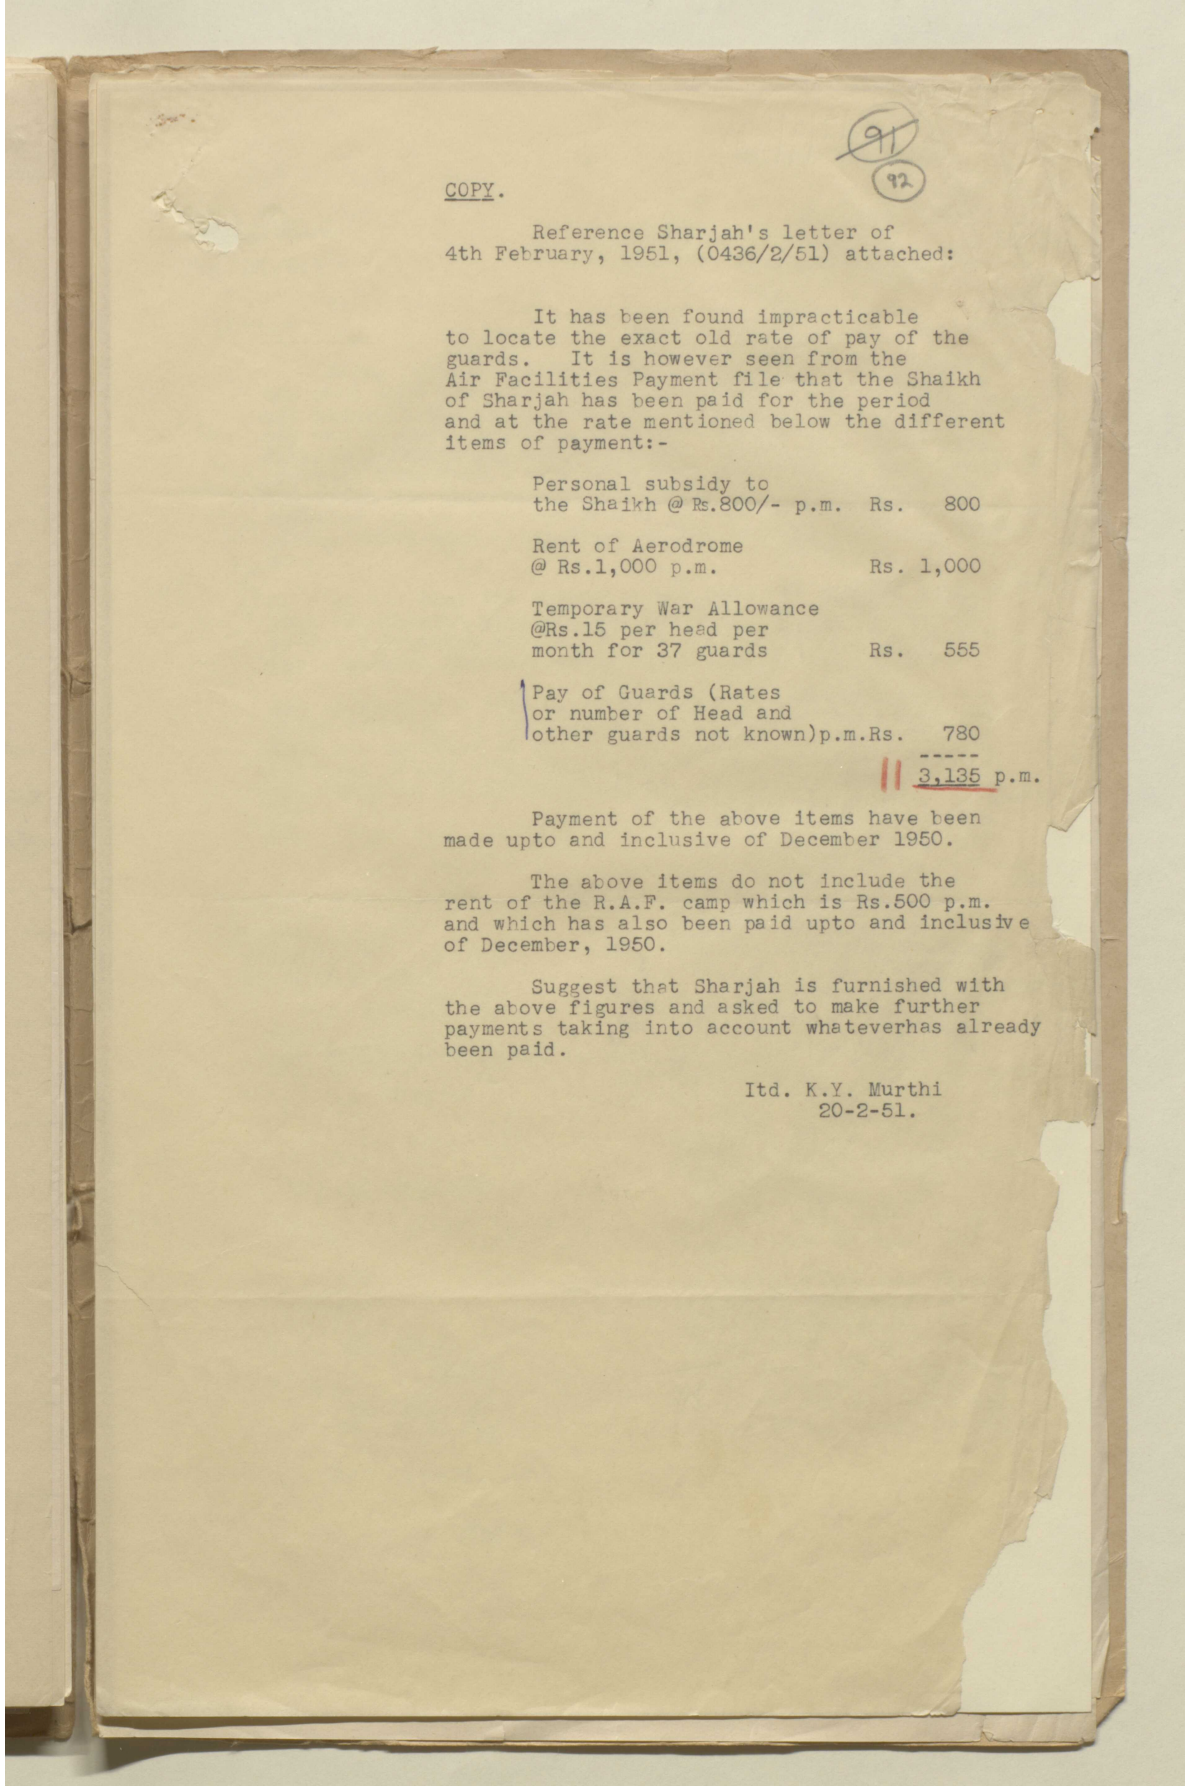 91
92
COPY.
Reference Sharjah's letter of
4th February, 1951, (0436/2/51) attached:
It has been found impracticable
to locate the exact old rate of pay of the
guards. It is however seen from the
Air Facilities Payment file that the Shaikh
of Sharjah has been paid for the period
and at the rate mentioned below the different
items of payment:-
Personal subsidy to
the Shaikh @ Rs.800/- p.m. Rs. 800
Rent of Aerodrome
@ Rs.1,000 p.m. Rs. 1,000
Temporary War Allowance
@Rs.15 per head per
month for 37 guards Rs. 555
Pay of Guards (Rates
or number of Head and
other guards not known)p.m.Rs. 780
-----
3,135 p.m.
Payment of the above items have been
made upto and inclusive of December 1950.
The above items do not include the
rent of the R.A.F. camp which is Rs.500 p.m.
and which has also been paid upto and inclusive
of December, 1950.
Suggest that Sharjah is furnished with
the above figures and asked to make further
payments taking into account whateverhas already
been paid.
Itd. K.Y. Murthi
20-2-51.